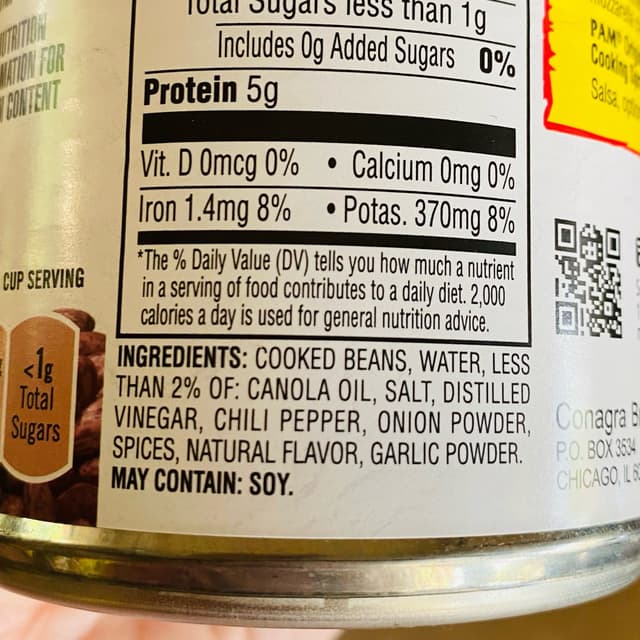 Total Sugars less than 1g
Includes 0g Added Sugars 0%
Protein 5g
Vit. D 0mcg 0% • Calcium 0mg 0%
Iron 1.4mg 8% • Potas. 370mg 8%
*The % Daily Value (DV) tells you how much a nutrient
in a serving of food contributes to a daily diet. 2,000
calories a day is used for general nutrition advice.
INGREDIENTS: COOKED BEANS, WATER, LESS
THAN 2% OF: CANOLA OIL, SALT, DISTILLED
VINEGAR, CHILI PEPPER, ONION POWDER,
SPICES, NATURAL FLAVOR, GARLIC POWDER.
MAY CONTAIN: SOY.
CONTENT
CUP SERVING
<1g
Total
Sugars
PAM®
Cooking
Salsa,
Conagra
P.O. BOX 3534
CHICAGO, IL